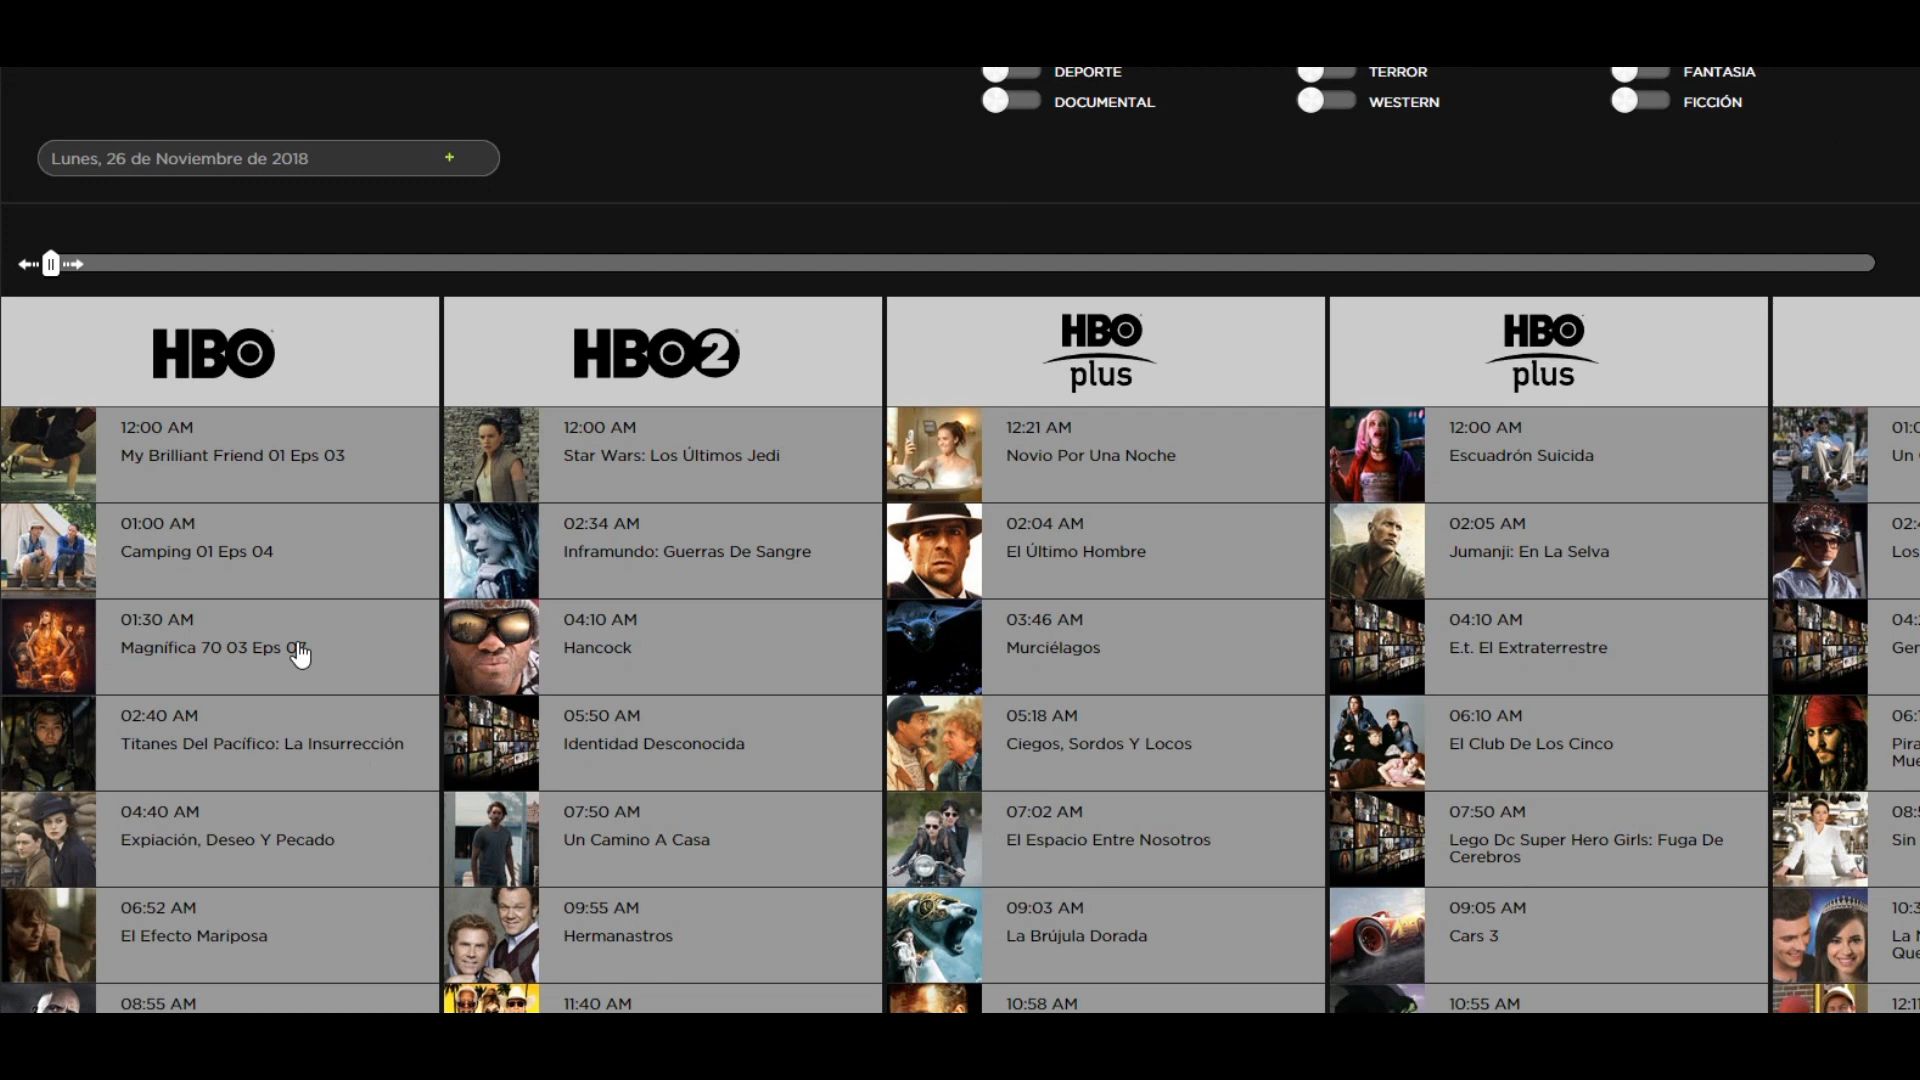 DEPORTE TERROR FANTASIA
DOCUMENTAL WESTERN FICCIÓN
Lunes, 26 de Noviembre de 2018 +
HBO
12:00 AM
My Brilliant Friend 01 Eps 03
01:00 AM
Camping 01 Eps 04
01:30 AM
Magnífica 70 03 Eps
02:40 AM
Titanes Del Pacífico: La Insurrección
04:40 AM
Expiación, Deseo Y Pecado
06:52 AM
El Efecto Mariposa
08:55 AM
HBO2
12:00 AM
Star Wars: Los Últimos Jedi
02:34 AM
Inframundo: Guerras De Sangre
04:10 AM
Hancock
05:50 AM
Identidad Desconocida
07:50 AM
Un Camino A Casa
09:55 AM
Hermanastros
11:40 AM
HBO
plus
12:21 AM
Novio Por Una Noche
02:04 AM
El Último Hombre
03:46 AM
Murciélagos
05:18 AM
Ciegos, Sordos Y Locos
07:02 AM
El Espacio Entre Nosotros
09:03 AM
La Brújula Dorada
10:58 AM
HBO
plus
12:00 AM
Escuadrón Suicida
02:05 AM
Jumanji: En La Selva
04:10 AM
E.t. El Extraterrestre
06:10 AM
El Club De Los Cinco
07:50 AM
Lego Dc Super Hero Girls: Fuga De
Cerebros
09:05 AM
Cars 3
10:55 AM
Un
Los
Sin
La